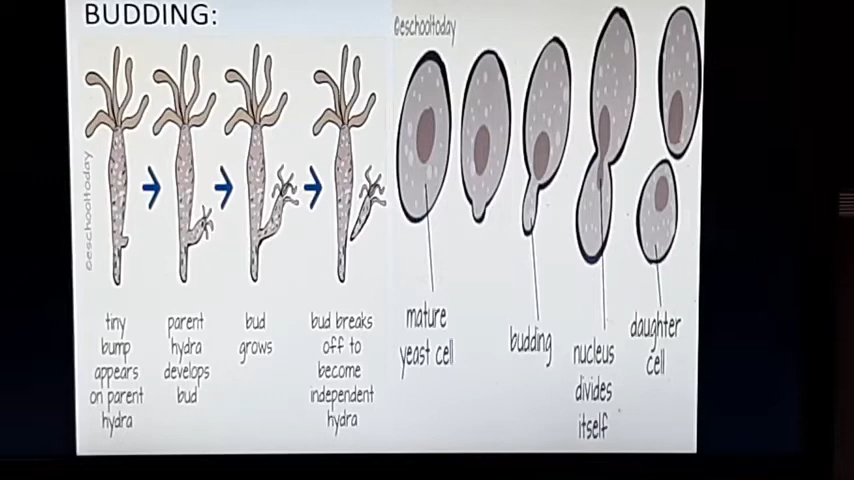 BUDDING:
©eschooltoday
©eschooltoday
tiny
bump
appears
on parent
hydra
parent
hydra
develops
bud
bud
grows
bud breaks
off to
become
independent
hydra
mature
yeast cell
budding
nucleus
divides
itself
daughter
cell